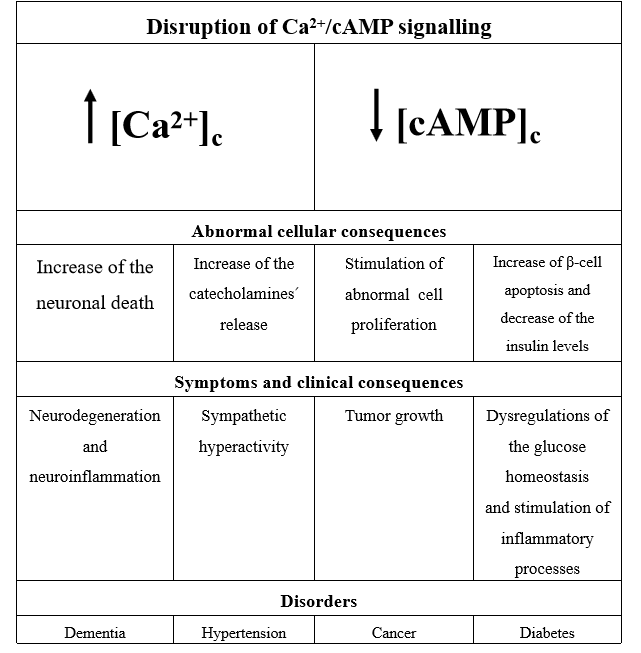 Disruption of Ca²⁺/cAMP signalling
↑ [Ca²⁺]c
↓ [cAMP]c
Abnormal cellular consequences
Increase of the
neuronal death
Increase of the
catecholamines´
release
Stimulation of
abnormal cell
proliferation
Increase of β-cell
apoptosis and
decrease of the
insulin levels
Symptoms and clinical consequences
Neurodegeneration
and
neuroinflammation
Sympathetic
hyperactivity
Tumor growth
Dysregulations of
the glucose
homeostasis
and stimulation of
inflammatory
processes
Disorders
Dementia
Hypertension
Cancer
Diabetes